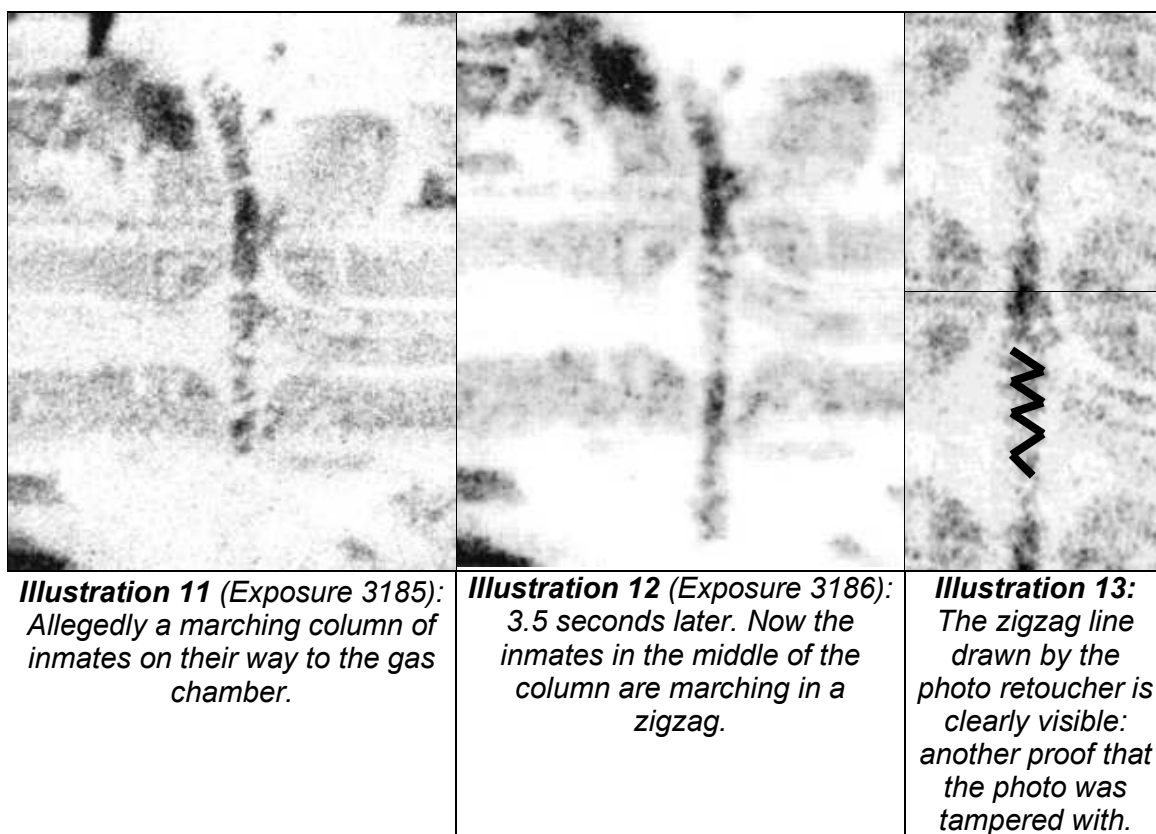 Illustration 11 (Exposure 3185):
Allegedly a marching column of
inmates on their way to the gas
chamber.
Illustration 12 (Exposure 3186):
3.5 seconds later. Now the
inmates in the middle of the
column are marching in a
zigzag.
Illustration 13:
The zigzag line
drawn by the
photo retoucher is
clearly visible:
another proof that
the photo was
tampered with.